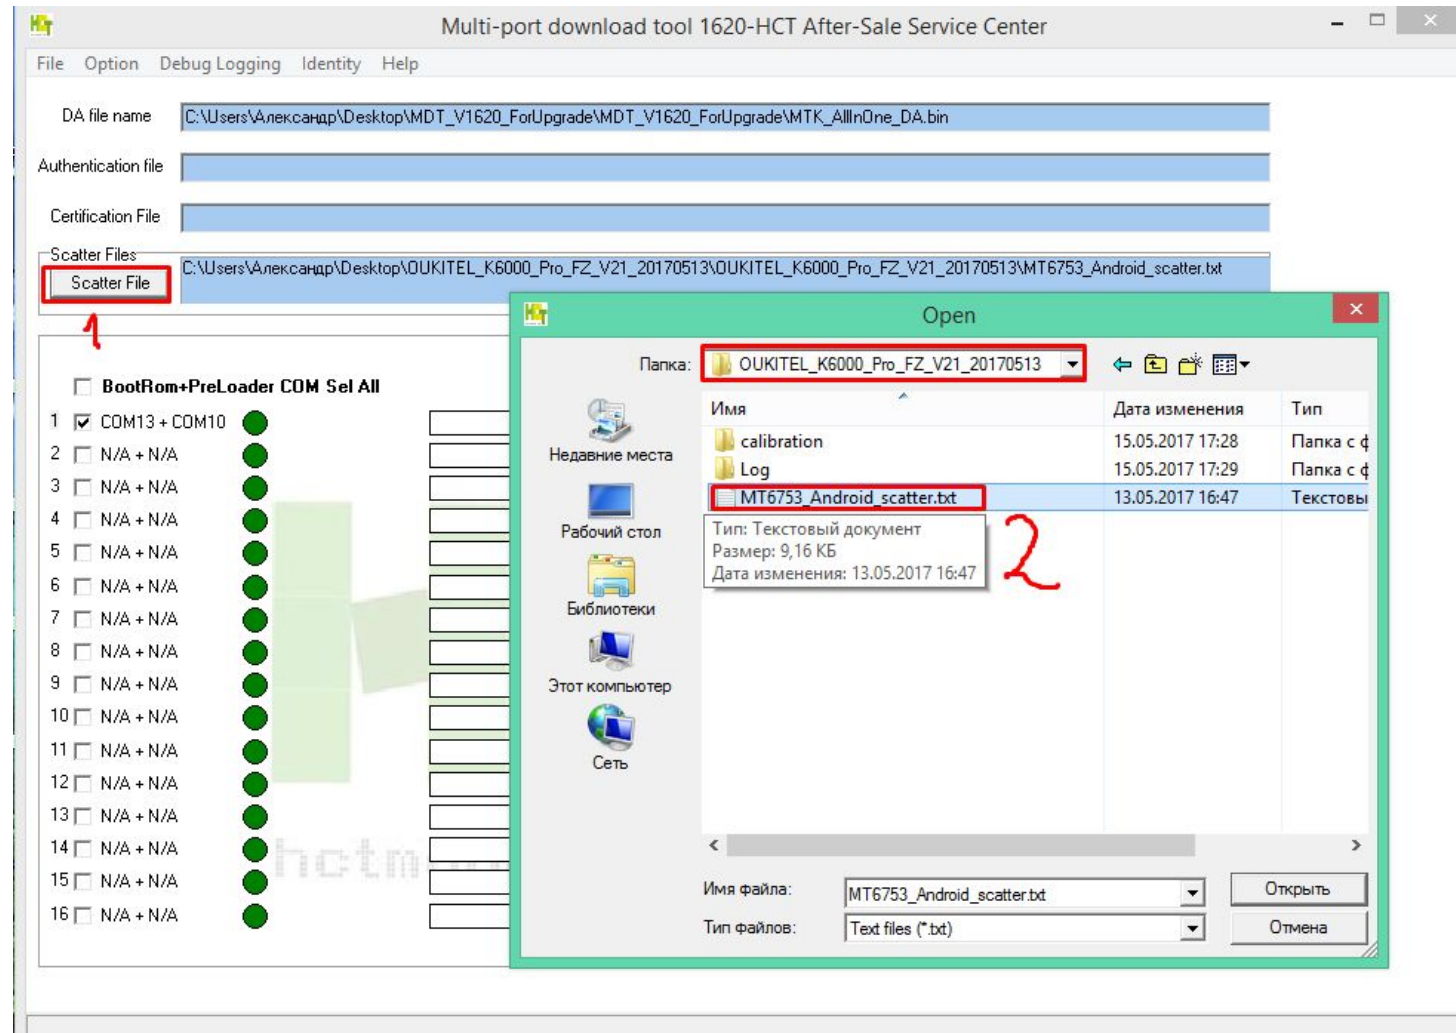 Multi-port download tool 1620-HCT After-Sale Service Center
File Option Debug Logging Identity Help
DA file name C:\Users\Александр\Desktop\MDT_V1620_ForUpgrade\MDT_V1620_ForUpgrade\MTK_AllInOne_DA.bin
Authentication file
Certification File
Scatter Files
Scatter File C:\Users\Александр\Desktop\OUKITEL_K6000_Pro_FZ_V21_20170513\OUKITEL_K6000_Pro_FZ_V21_20170513\MT6753_Android_scatter.txt
1
BootRom+PreLoader COM Sel All
1 COM13 + COM10
2 N/A + N/A
3 N/A + N/A
4 N/A + N/A
5 N/A + N/A
6 N/A + N/A
7 N/A + N/A
8 N/A + N/A
9 N/A + N/A
10 N/A + N/A
11 N/A + N/A
12 N/A + N/A
13 N/A + N/A
14 N/A + N/A
15 N/A + N/A
16 N/A + N/A
hctm
Open
Папка: OUKITEL_K6000_Pro_FZ_V21_20170513
Недавние места
Рабочий стол
Библиотеки
Этот компьютер
Сеть
Имя Дата изменения Тип
calibration 15.05.2017 17:28 Папка с ф
Log 15.05.2017 17:29 Папка с ф
MT6753_Android_scatter.txt 13.05.2017 16:47 Текстовы
Тип: Текстовый документ
Размер: 9,16 КБ
Дата изменения: 13.05.2017 16:47
2
Имя файла: MT6753_Android_scatter.txt Открыть
Тип файлов: Text files (*.txt) Отмена